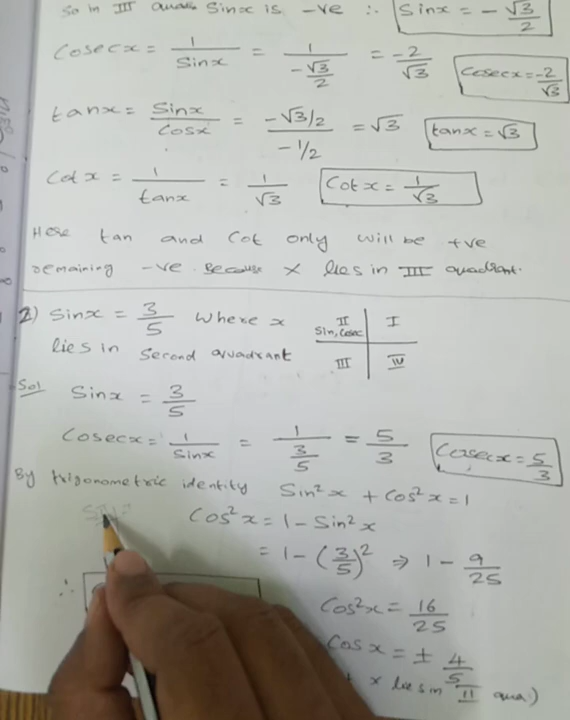 So in III quad. Sinx is -ve ∴ Sinx = -√3/2
Cosecx = 1/Sinx = 1/(-√3/2) = -2/√3 Cosecx = -2/√3
tanx = Sinx/Cosx = (-√3/2)/(-1/2) = √3 tanx = √3
Cot x = 1/tanx = 1/√3 Cotx = 1/√3
Here tan and Cot only will be +ve
remaining -ve. Because x lies in III quadrant.
2) Sinx = 3/5 where x
lies in Second quadrant
II I
Sin, Cosec
III IV
Sol Sinx = 3/5
Cosecx = 1/Sinx = 1/(3/5) = 5/3 Cosecx = 5/3
By trigonometric identity Sin²x + Cos²x = 1
Cos²x = 1 - Sin²x
= 1 - (3/5)² ⇒ 1 - 9/25
∴
Cos²x = 16/25
Cosx = ± 4/5
x lies in II qua.)